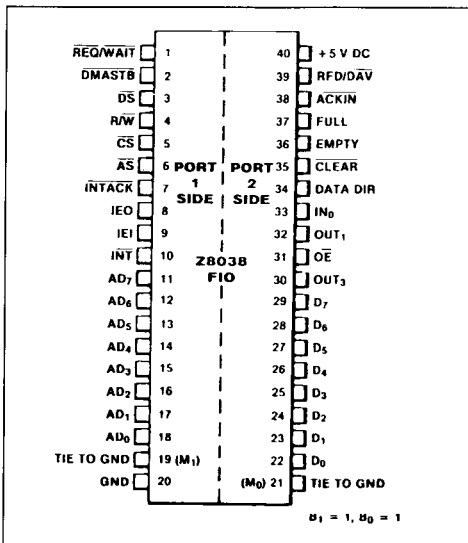 REQ/WAIT 1 40 +5 V DC
DMASTB 2 39 RFD/DAV
DS 3 38 ACKIN
R/W 4 37 FULL
CS 5 36 EMPTY
AS 6 PORT PORT 35 CLEAR
INTACK 7 1 2 34 DATA DIR
SIDE SIDE
IEO 8 33 IN0
IEI 9 32 OUT1
INT 10 Z8038 31 OE
FIO
AD7 11 30 OUT3
AD6 12 29 D7
AD5 13 28 D6
AD4 14 27 D5
AD3 15 26 D4
AD2 16 25 D3
AD1 17 24 D2
AD0 18 23 D1
22 D0
TIE TO GND 19 (M1)
GND 20 (M0) 21 TIE TO GND
B1 = 1, B0 = 1